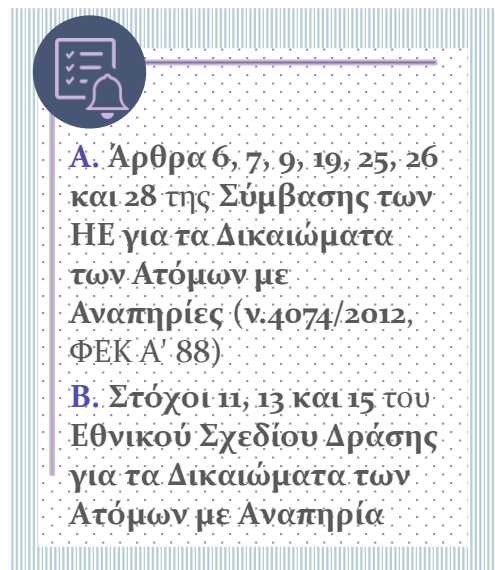 Α. Άρθρα 6, 7, 9, 19, 25, 26
και 28 της Σύμβασης των
ΗΕ για τα Δικαιώματα
των Ατόμων με
Αναπηρίες (ν.4074/2012,
ΦΕΚ Α' 88)
Β. Στόχοι 11, 13 και 15 του
Εθνικού Σχεδίου Δράσης
για τα Δικαιώματα των
Ατόμων με Αναπηρία